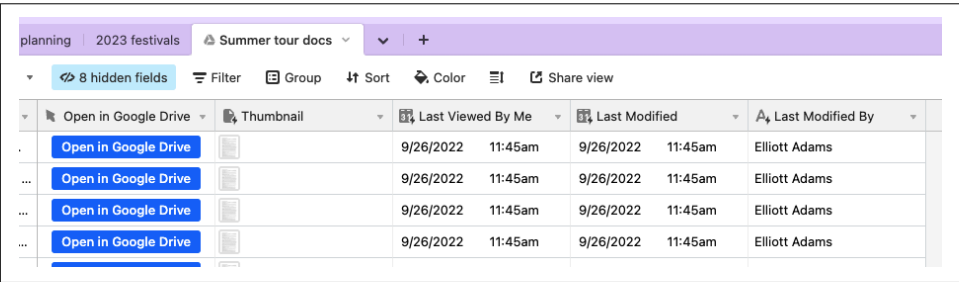 planning 2023 festivals Summer tour docs +
8 hidden fields Filter Group Sort Color Share view
Open in Google Drive Thumbnail Last Viewed By Me Last Modified Last Modified By
. Open in Google Drive 9/26/2022 11:45am 9/26/2022 11:45am Elliott Adams
... Open in Google Drive 9/26/2022 11:45am 9/26/2022 11:45am Elliott Adams
... Open in Google Drive 9/26/2022 11:45am 9/26/2022 11:45am Elliott Adams
... Open in Google Drive 9/26/2022 11:45am 9/26/2022 11:45am Elliott Adams